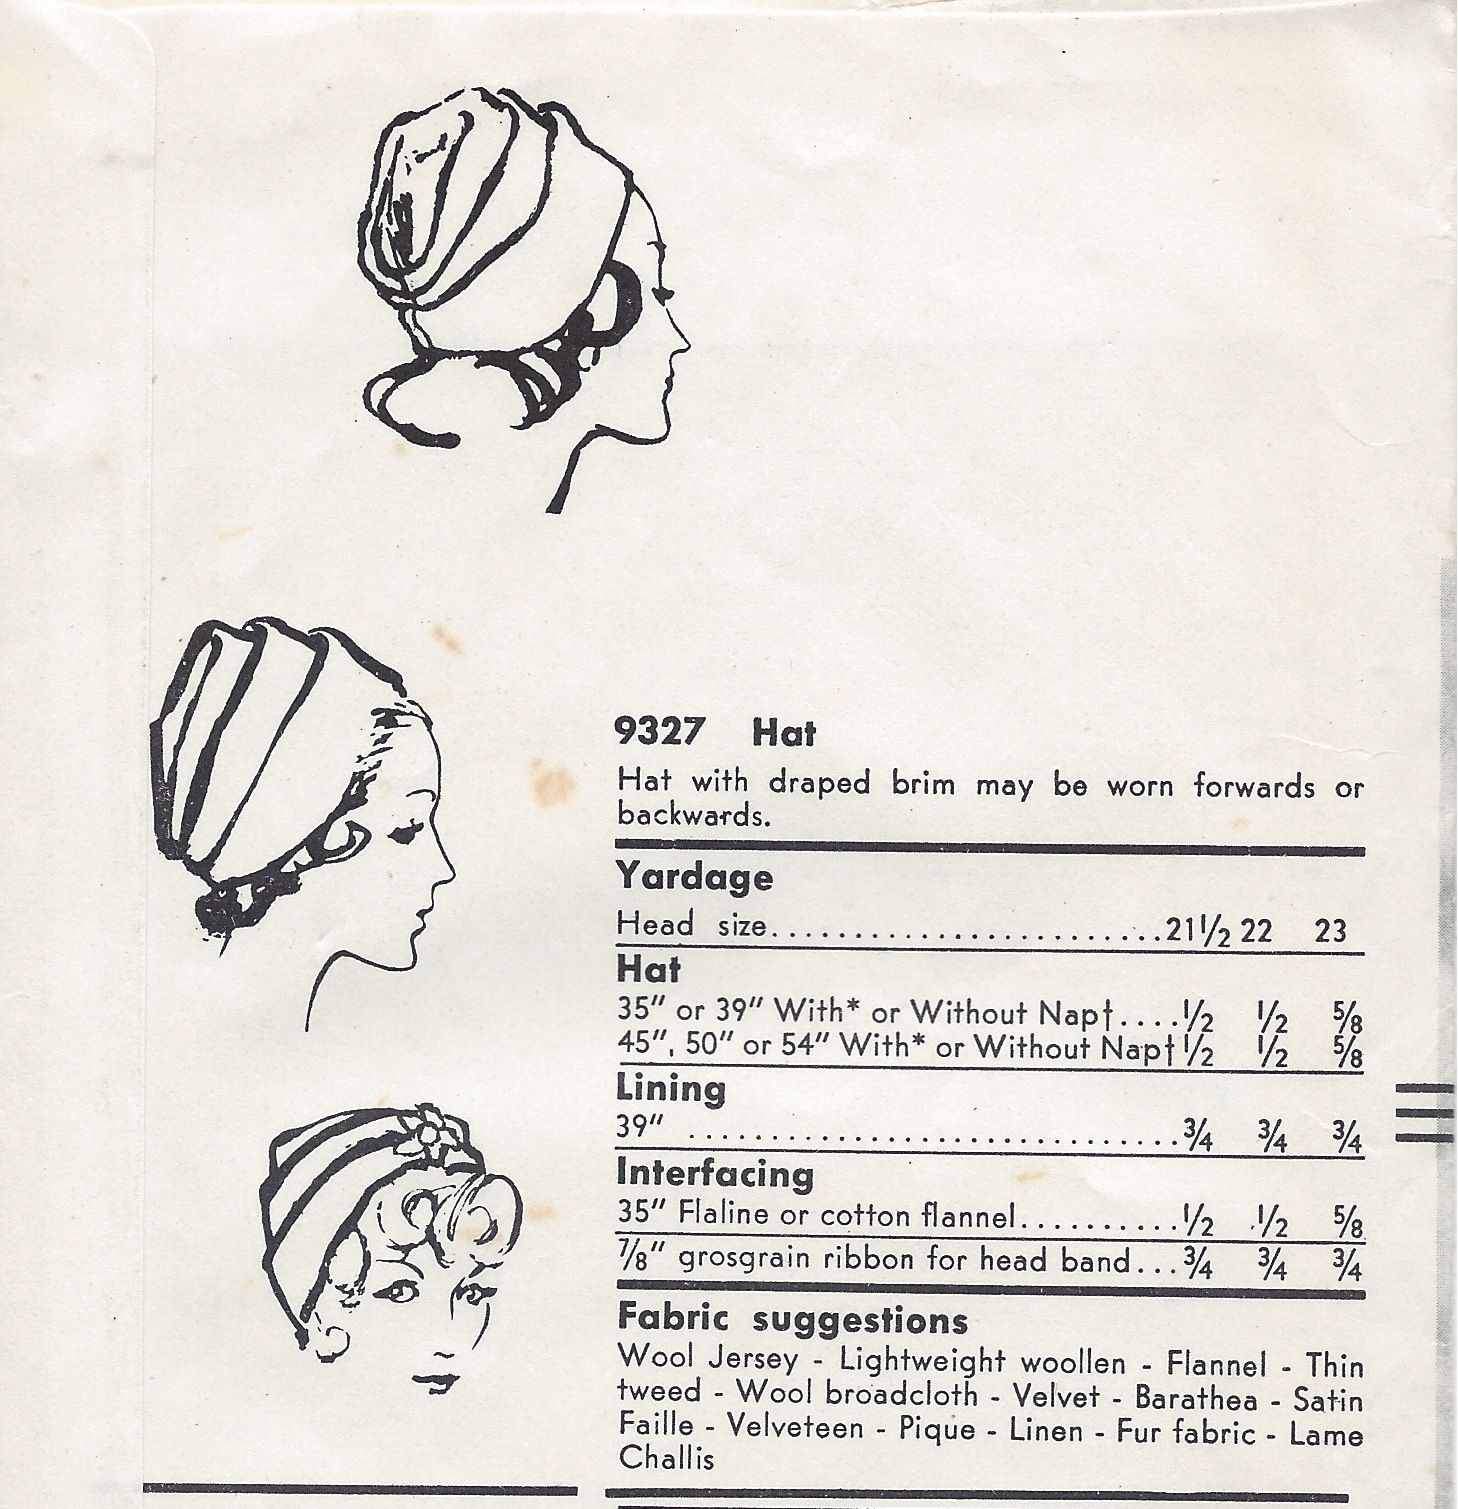 9327 Hat
Hat with draped brim may be worn forwards or
backwards.
Yardage
Head size.........................21½ 22 23
Hat
35" or 39" With* or Without Nap†....½ ½ ⅝
45", 50" or 54" With* or Without Nap† ½ ½ ⅝
Lining
39" ..............................¾ ¾ ¾
Interfacing
35" Flaline or cotton flannel..........½ ½ ⅝
⅞" grosgrain ribbon for head band...¾ ¾ ¾
Fabric suggestions
Wool Jersey - Lightweight woollen - Flannel - Thin
tweed - Wool broadcloth - Velvet - Barathea - Satin
Faille - Velveteen - Pique - Linen - Fur fabric - Lame
Challis